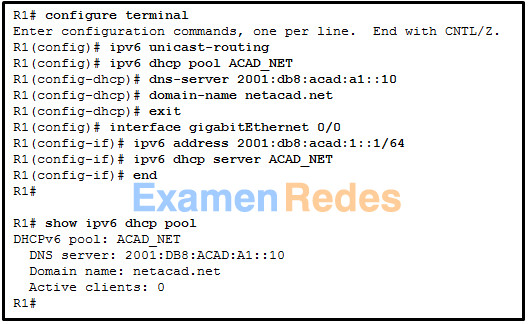 R1# configure terminal
Enter configuration commands, one per line.  End with CNTL/Z.
R1(config)# ipv6 unicast-routing
R1(config)# ipv6 dhcp pool ACAD_NET
R1(config-dhcp)# dns-server 2001:db8:acad:a1::10
R1(config-dhcp)# domain-name netacad.net
R1(config-dhcp)# exit
R1(config)# interface gigabitEthernet 0/0
R1(config-if)# ipv6 address 2001:db8:acad:1::1/64
R1(config-if)# ipv6 dhcp server ACAD_NET
R1(config-if)# end
R1#
ExamenRedes
R1# show ipv6 dhcp pool
DHCPv6 pool: ACAD_NET
  DNS server: 2001:DB8:ACAD:A1::10
  Domain name: netacad.net
  Active clients: 0
R1#